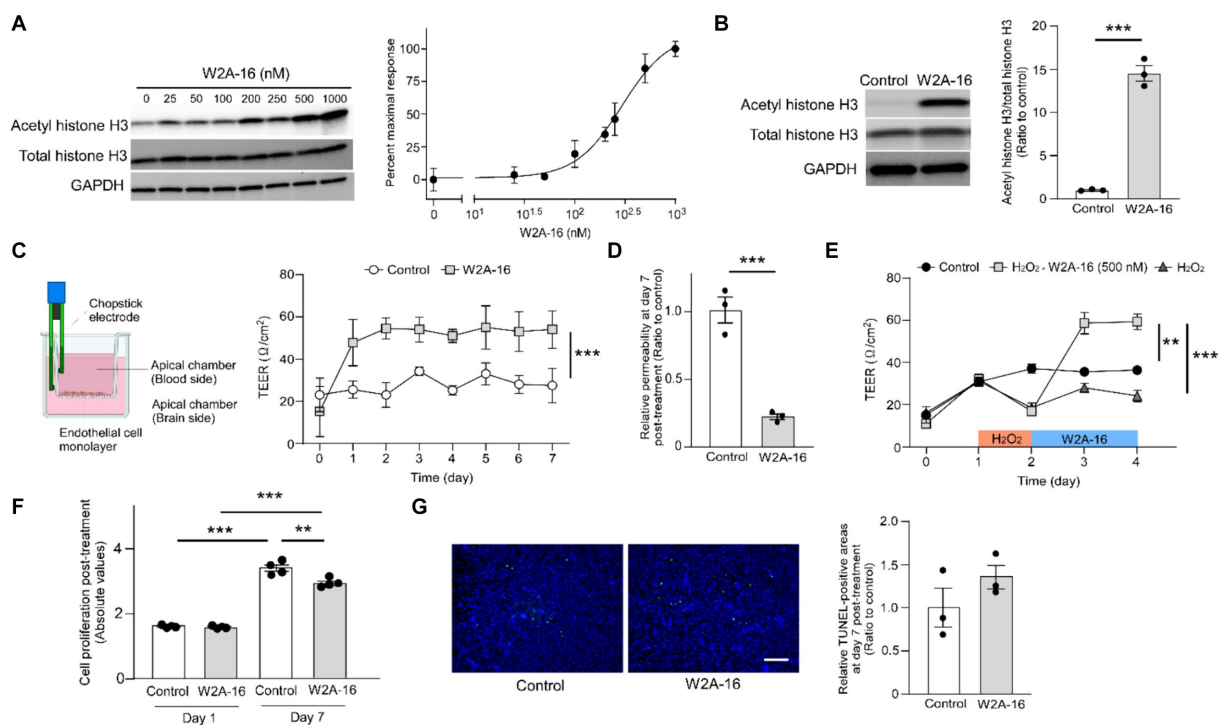 A
W2A-16 (nM)
0 25 50 100 200 250 500 1000
Acetyl histone H3
Total histone H3
GAPDH
Percent maximal response
100
75
50
25
0
0 10¹ 10¹·⁵ 10² 10²·⁵ 10³
W2A-16 (nM)
B
Control W2A-16
Acetyl histone H3
Total histone H3
GAPDH
Acetyl histone H3/total histone H3
(Ratio to control)
20
15
10
5
0
***
Control W2A-16
C
Chopstick
electrode
Apical chamber
(Blood side)
Apical chamber
(Brain side)
Endothelial cell
monolayer
Control W2A-16
TEER (Ω/cm²)
80
60
40
20
0
***
0 1 2 3 4 5 6 7
Time (day)
D
Relative permeability at day 7
post-treatment (Ratio to control)
***
1.0
0.5
0
Control W2A-16
E
Control H₂O₂ + W2A-16 (500 nM) H₂O₂
TEER (Ω/cm²)
80
60
40
20
0
** ***
H₂O₂ W2A-16
0 1 2 3 4
Time (day)
F
Cell proliferation post-treatment
(Absolute values)
4
2
0
***
*** **
Control W2A-16 Control W2A-16
Day 1 Day 7
G
Control W2A-16
Relative TUNEL-positive areas
at day 7 post-treatment
(Ratio to control)
2.0
1.5
1.0
0.5
0
Control W2A-16